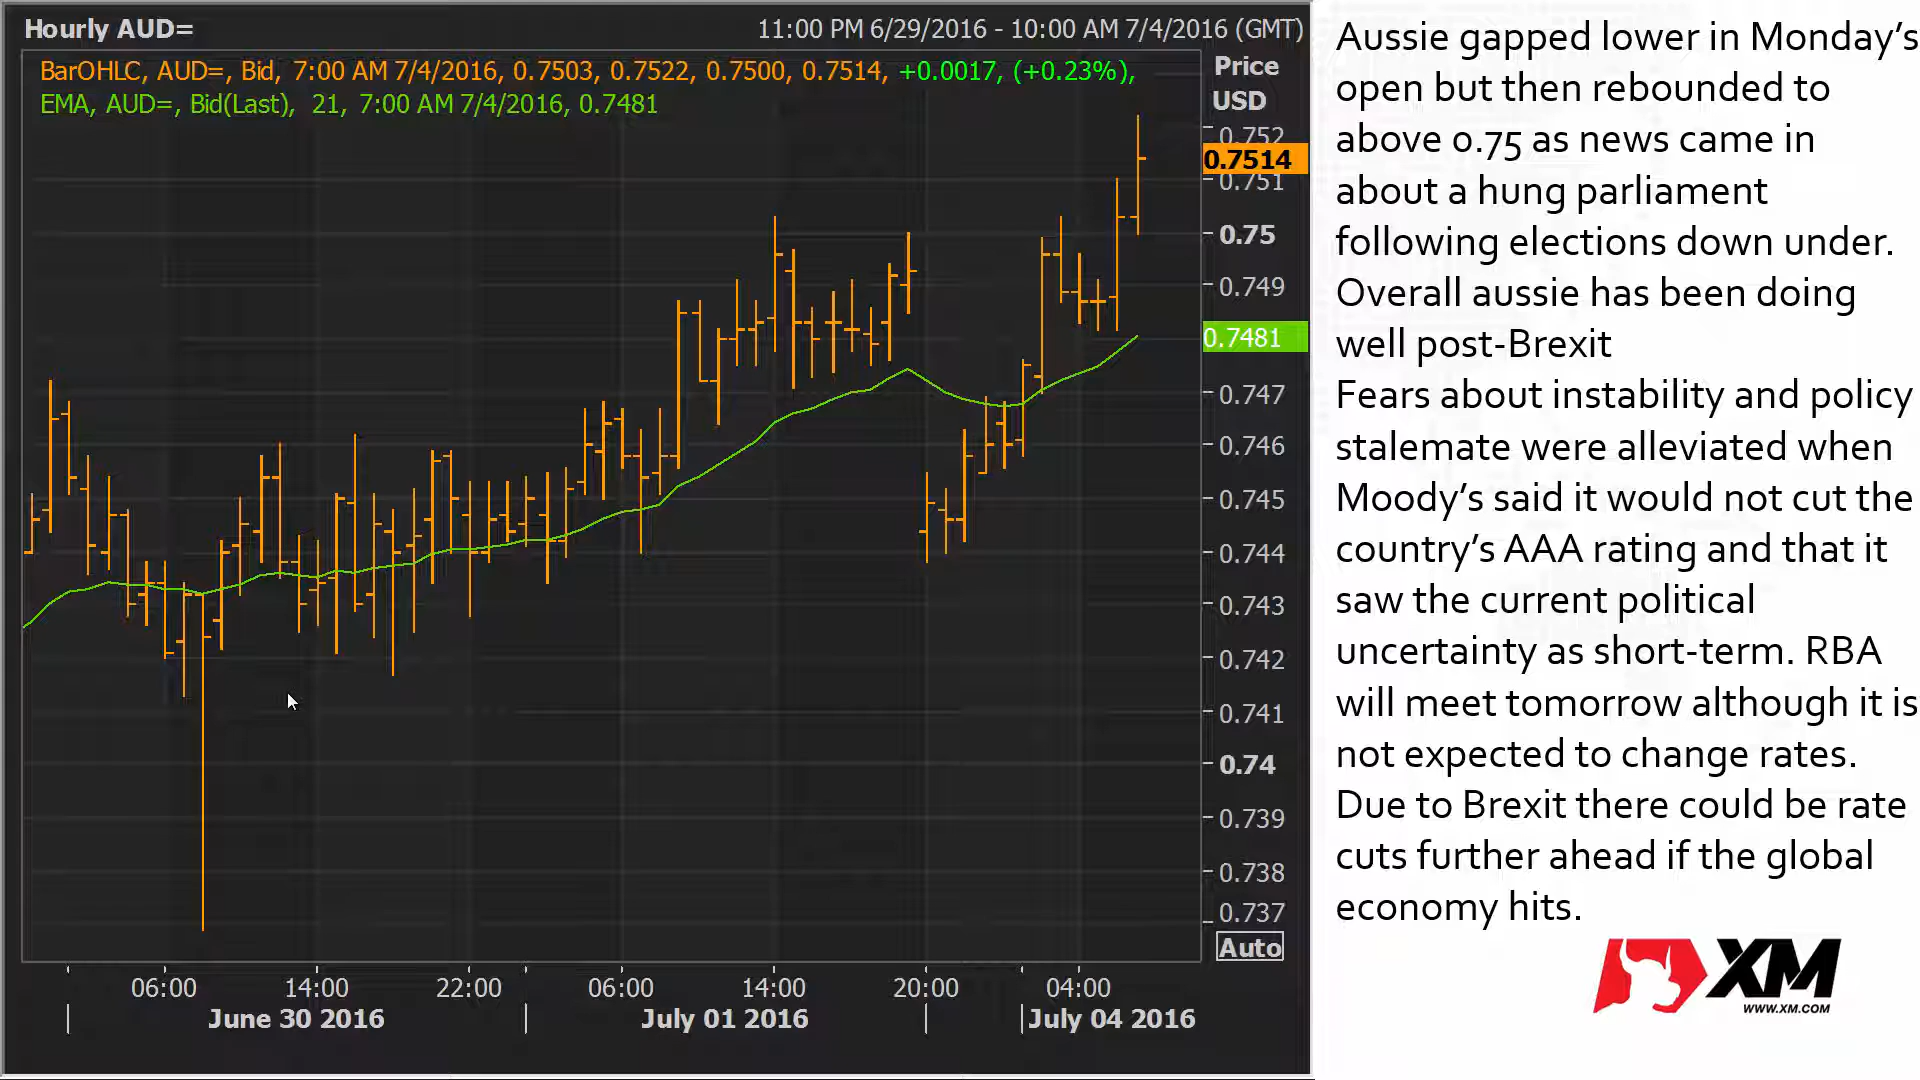 Hourly AUD=
11:00 PM 6/29/2016 - 10:00 AM 7/4/2016 (GMT)
BarOHLC, AUD=, Bid, 7:00 AM 7/4/2016, 0.7503, 0.7522, 0.7500, 0.7514, +0.0017, (+0.23%),
EMA, AUD=, Bid(Last), 21, 7:00 AM 7/4/2016, 0.7481
Price
USD
0.752
0.7514
0.751
0.75
0.749
0.7481
0.747
0.746
0.745
0.744
0.743
0.742
0.741
0.74
0.739
0.738
0.737
Auto
06:00 14:00 22:00 06:00 14:00 20:00 04:00
June 30 2016 July 01 2016 July 04 2016
Aussie gapped lower in Monday’s
open but then rebounded to
above 0.75 as news came in
about a hung parliament
following elections down under.
Overall aussie has been doing
well post-Brexit
Fears about instability and policy
stalemate were alleviated when
Moody’s said it would not cut the
country’s AAA rating and that it
saw the current political
uncertainty as short-term. RBA
will meet tomorrow although it is
not expected to change rates.
Due to Brexit there could be rate
cuts further ahead if the global
economy hits.
XM
WWW.XM.COM